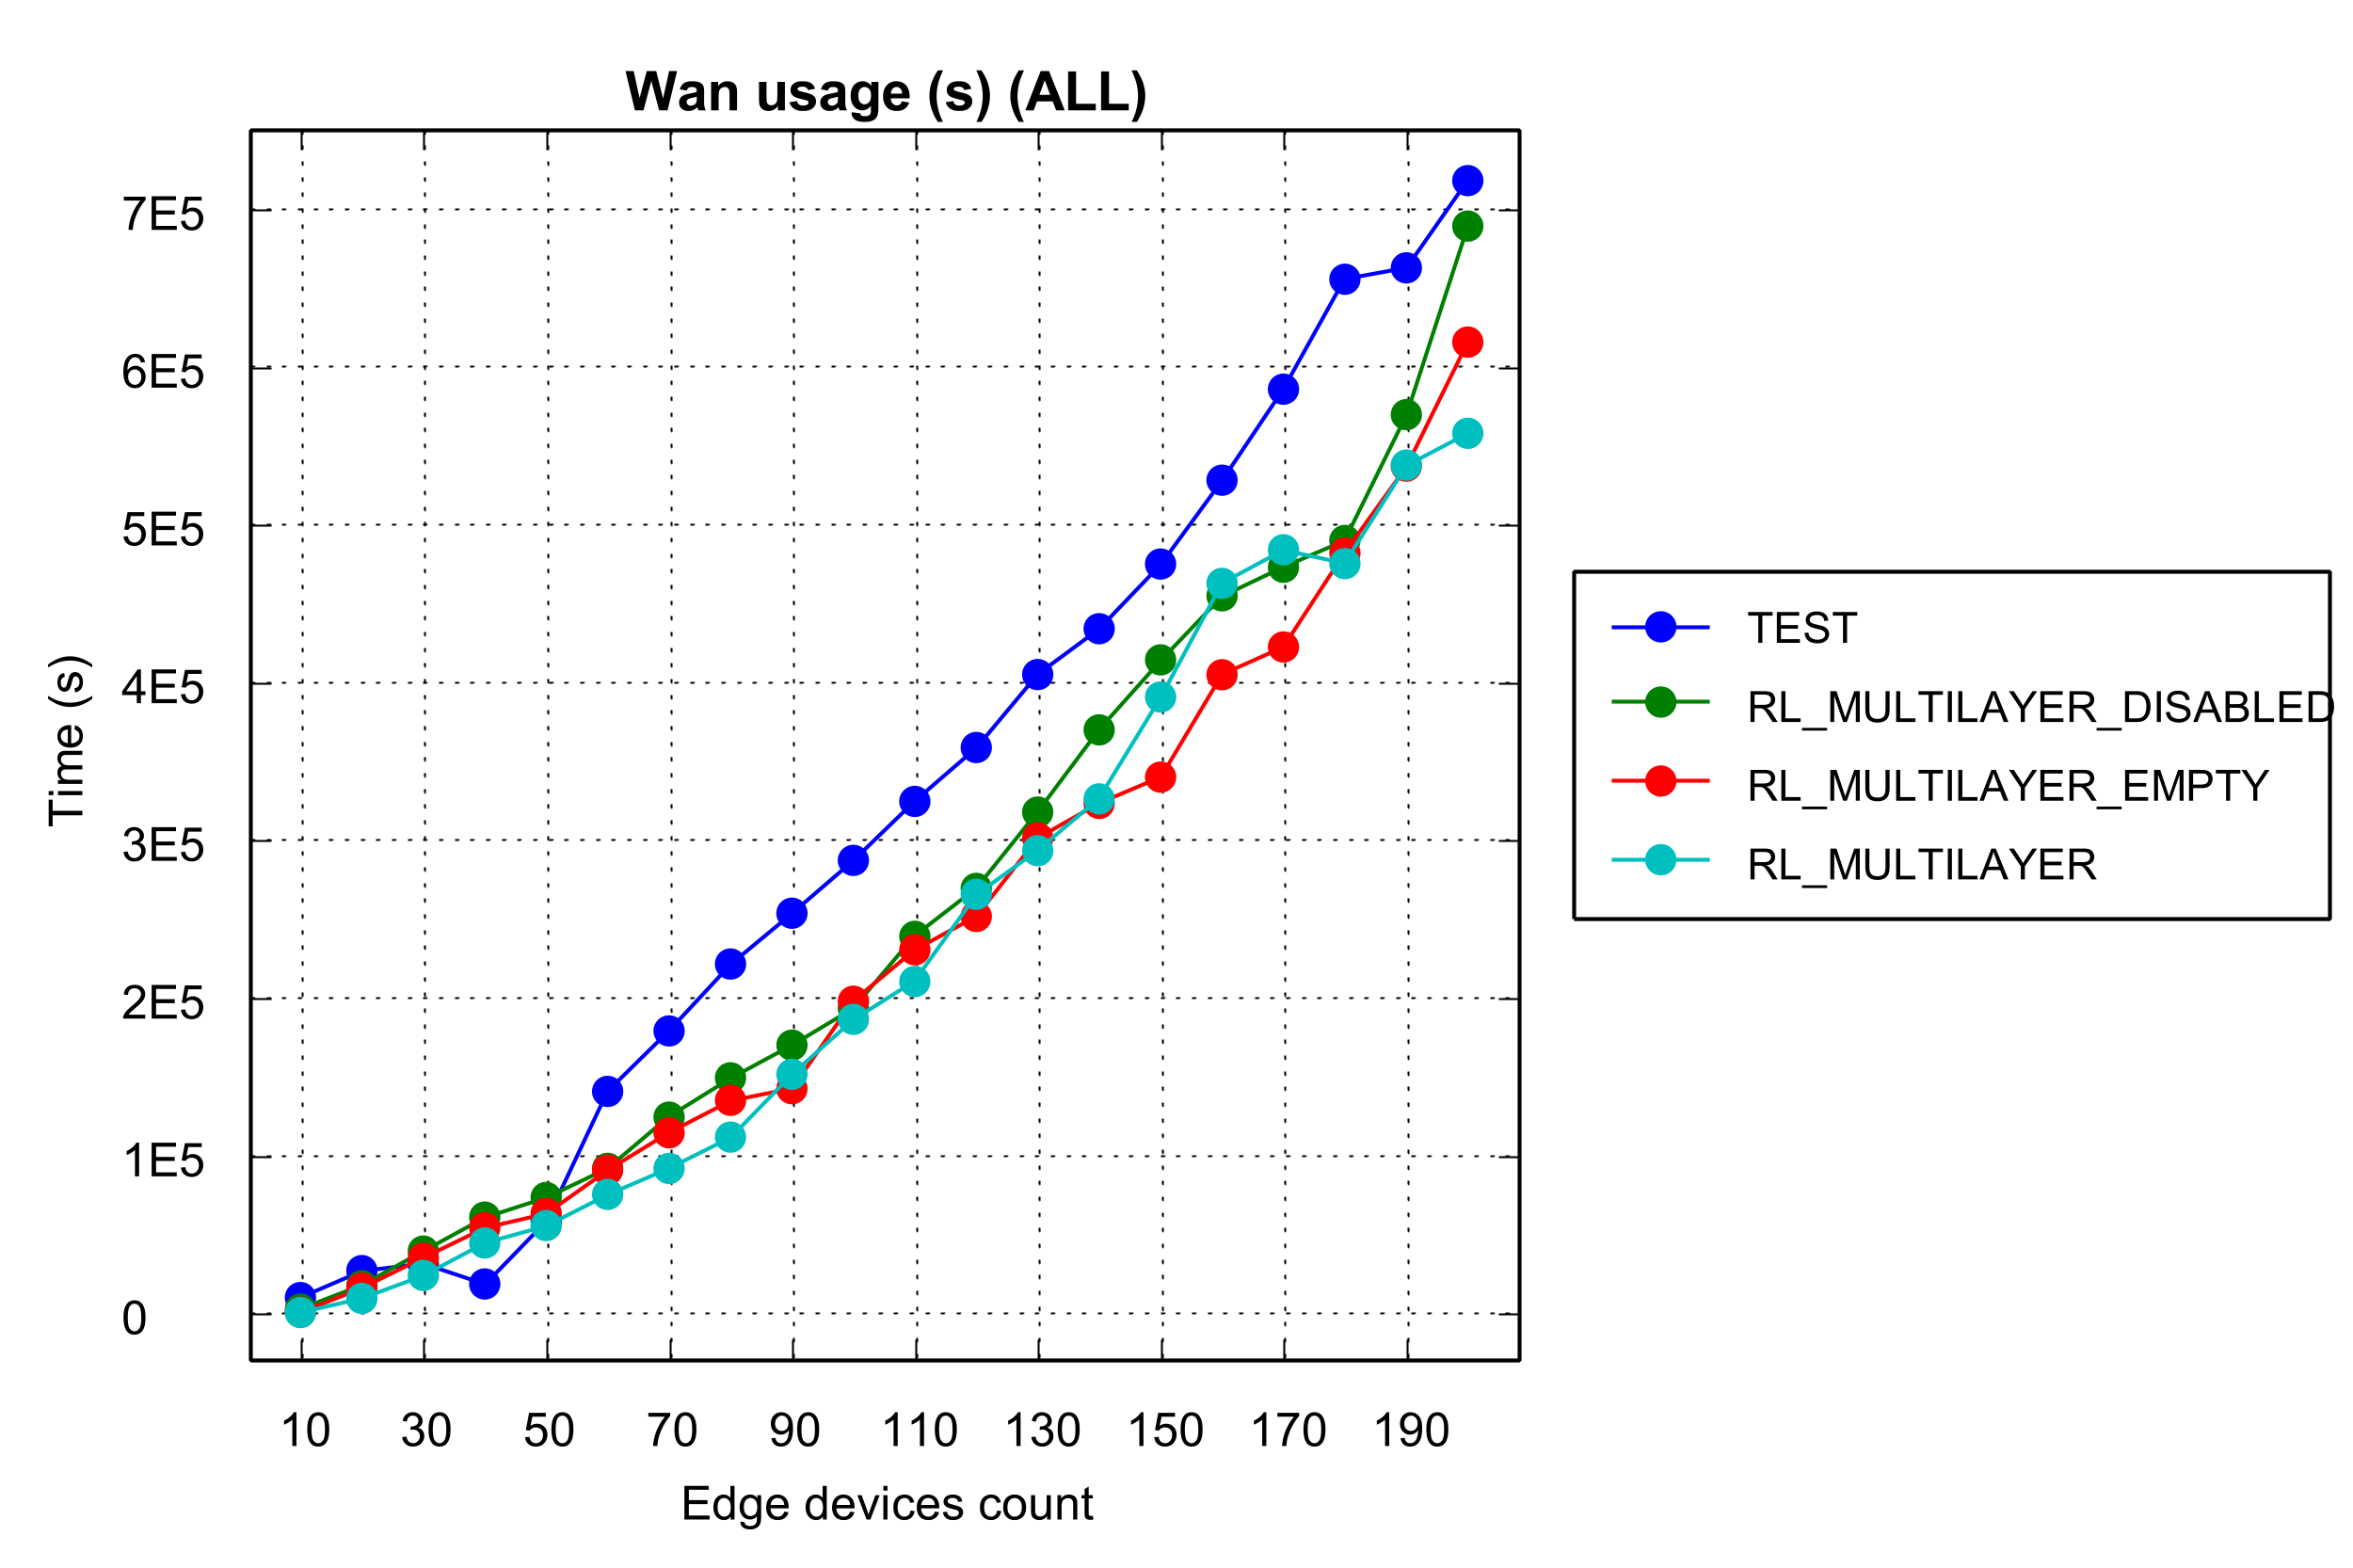 Wan usage (s) (ALL)
7E5
6E5
5E5
4E5
3E5
2E5
1E5
0
Time (s)
10 30 50 70 90 110 130 150 170 190
Edge devices count
TEST
RL_MULTILAYER_DISABLED
RL_MULTILAYER_EMPTY
RL_MULTILAYER